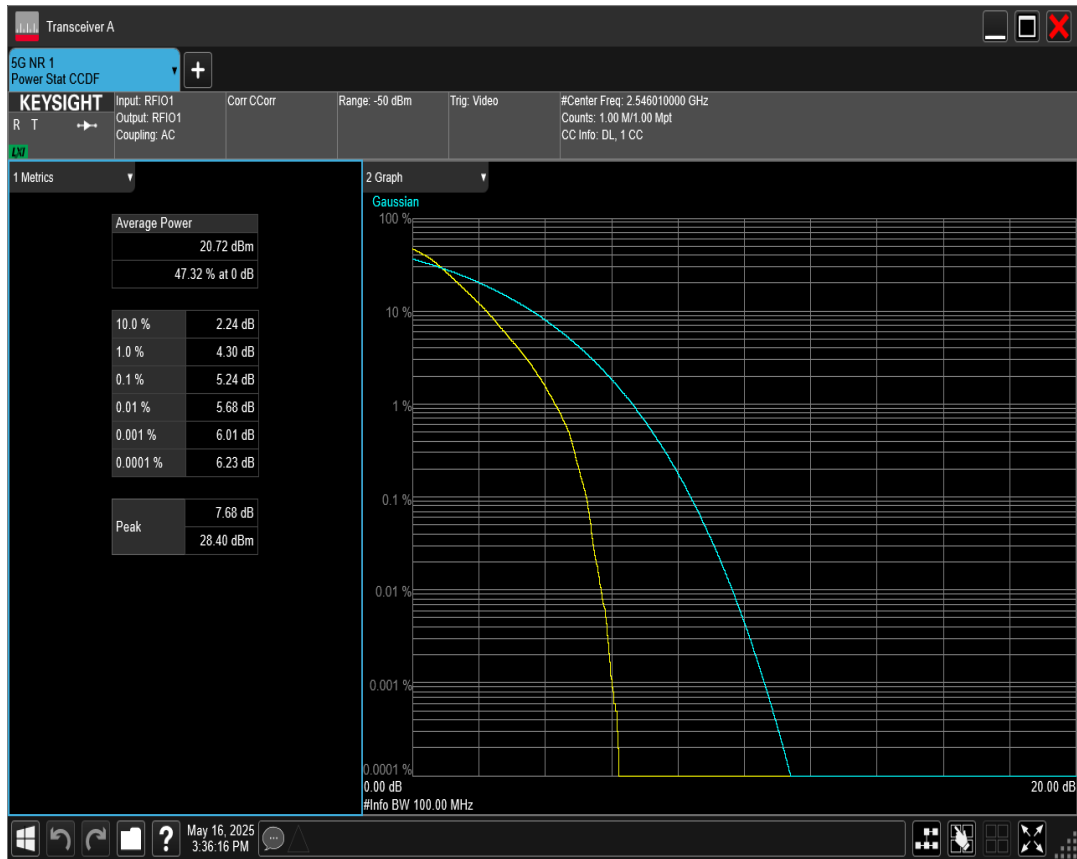 Transceiver A
5G NR 1
Power Stat CCDF
+
KEYSIGHT
R T
LXI
Input: RFIO1
Output: RFIO1
Coupling: AC
Corr CCorr
Range: -50 dBm
Trig: Video
#Center Freq: 2.546010000 GHz
Counts: 1.00 M/1.00 Mpt
CC Info: DL, 1 CC
1 Metrics
Average Power
20.72 dBm
47.32 % at 0 dB
10.0 % 2.24 dB
1.0 % 4.30 dB
0.1 % 5.24 dB
0.01 % 5.68 dB
0.001 % 6.01 dB
0.0001 % 6.23 dB
Peak
7.68 dB
28.40 dBm
2 Graph
Gaussian
100 %
10 %
1 %
0.1 %
0.01 %
0.001 %
0.0001 %
0.00 dB 20.00 dB
#Info BW 100.00 MHz
?
May 16, 2025
3:36:16 PM